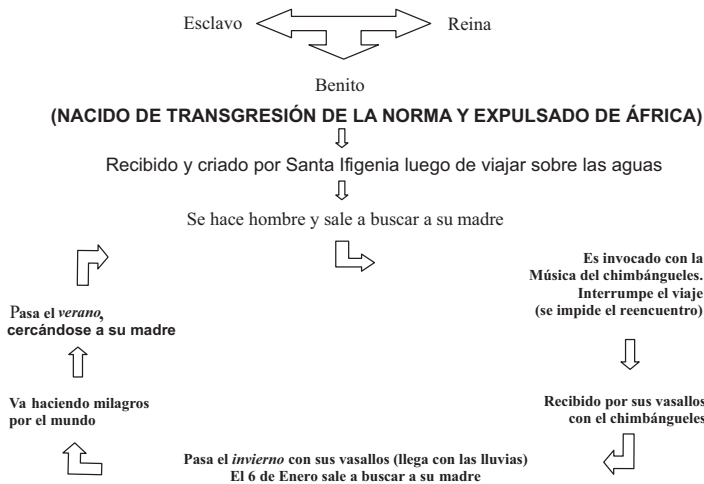 Esclavo Reina
Benito
(NACIDO DE TRANSGRESIÓN DE LA NORMA Y EXPULSADO DE ÁFRICA)
Recibido y criado por Santa Ifigenia luego de viajar sobre las aguas
Se hace hombre y sale a buscar a su madre
Es invocado con la
Música del chimbángueles.
Interrumpe el viaje
(se impide el reencuentro)
Recibido por sus vasallos
con el chimbángueles
Pasa el invierno con sus vasallos (llega con las lluvias)
El 6 de Enero sale a buscar a su madre
Va haciendo milagros
por el mundo
Pasa el verano,
cercándose a su madre